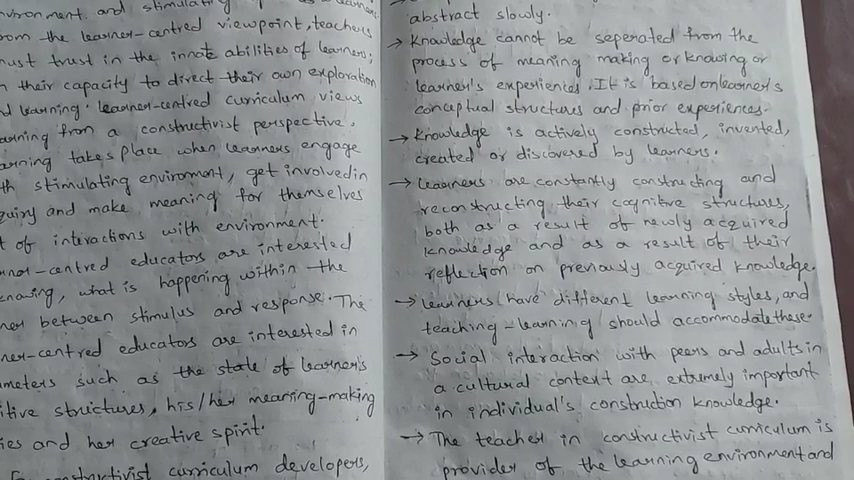 environment and stimulating
from the learner-centred viewpoint, teachers
must trust in the innate abilities of learners;
in their capacity to direct their own exploration
and learning. learner-centred curriculum views
learning from a constructivist perspective.
learning takes place when learners engage
with stimulating enviroment, get involved in
inquiry and make meaning for themselves
of interactions with environment.
learner-centred educators are interested
knowing, what is happening within the
between stimulus and response. The
learner-centred educators are interested in
parameters such as the state of learner's
cognitive structures, his/her meaning-making
and her creative spirit.
constructivist curriculum developers,
abstract slowly.
→ Knowledge cannot be seperated from the
process of meaning making or knowing or
learner's experiences. It is based on learner's
conceptual structures and prior experiences.
→ Knowledge is actively constructed, invented,
created or discovered by learners.
→ Learners are constantly constructing and
reconstructing their cognitive structures,
both as a result of newly acquired
knowledge and as a result of their
reflection on previously acquired knowledge.
→ Learners have different learning styles, and
teaching-learning should accommodate these.
→ Social interaction with peers and adults in
a cultural context are extremely important
in individual's construction knowledge.
→ The teacher in constructivist curriculum is
provider of the learning environment and